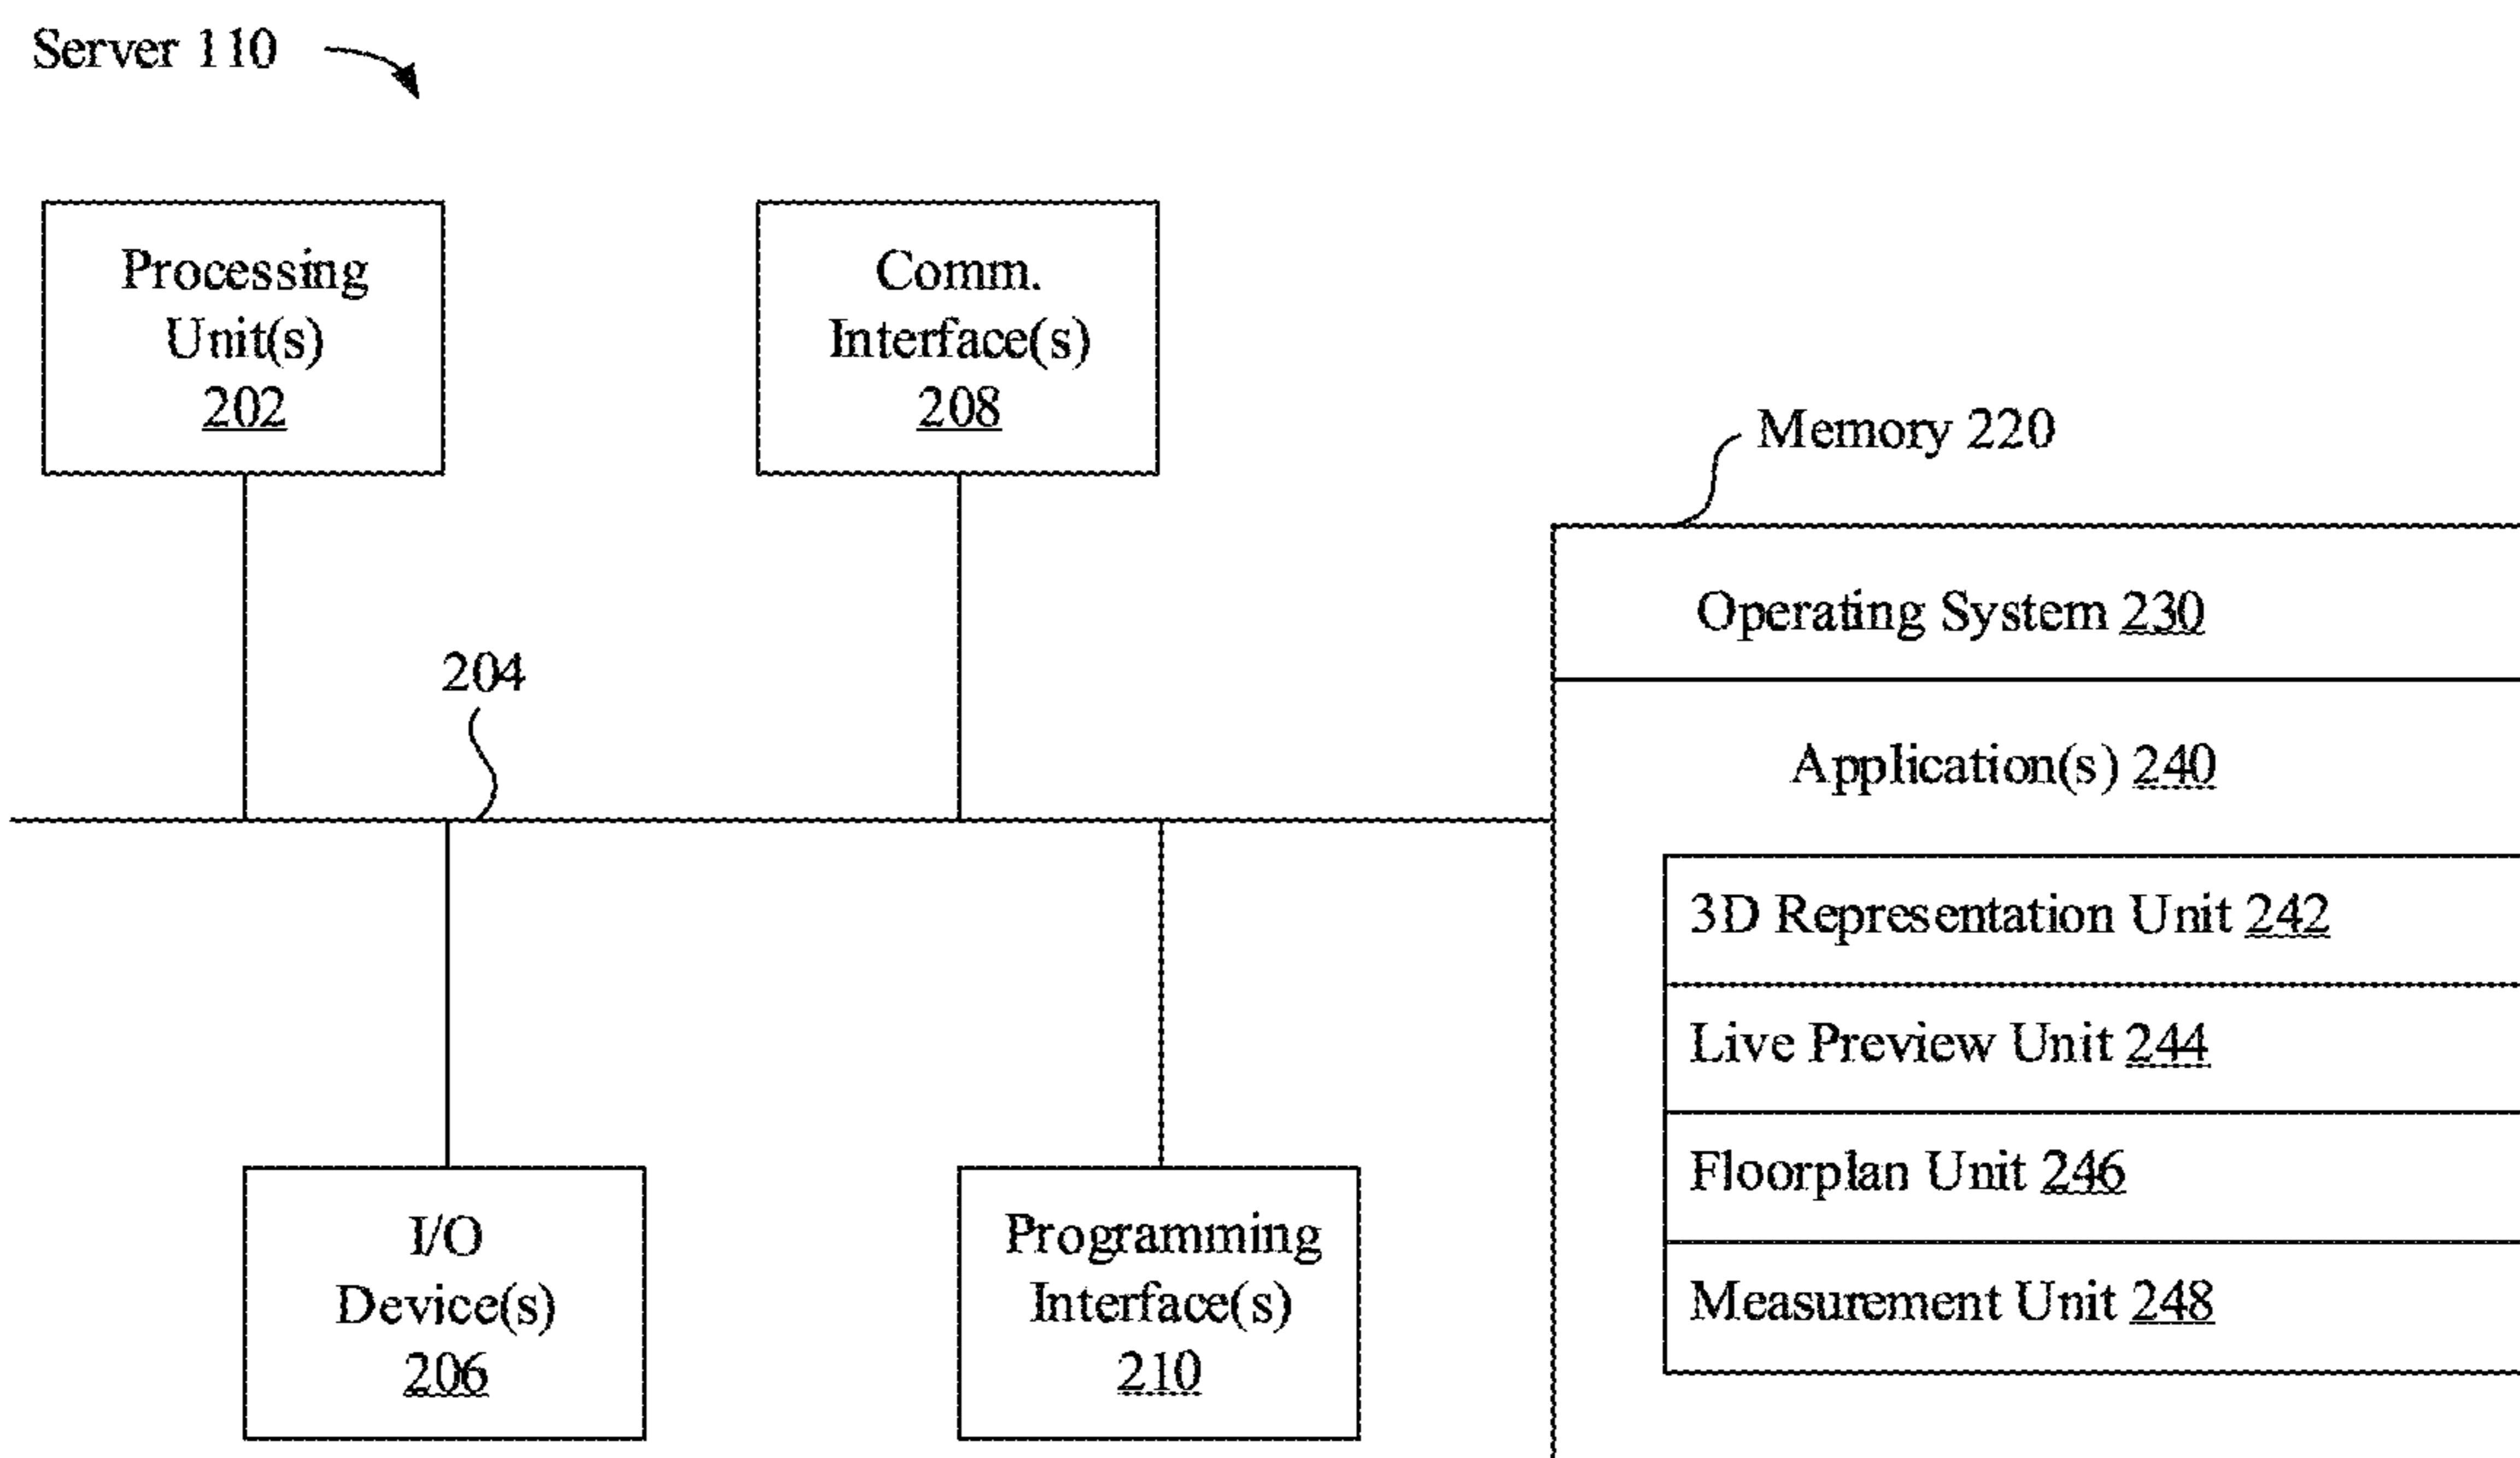 Server 110
Processing
Unit(s)
202
Comm.
Interface(s)
208
204
I/O
Device(s)
206
Programming
Interface(s)
210
Memory 220
Operating System 230
Application(s) 240
3D Representation Unit 242
Live Preview Unit 244
Floorplan Unit 246
Measurement Unit 248